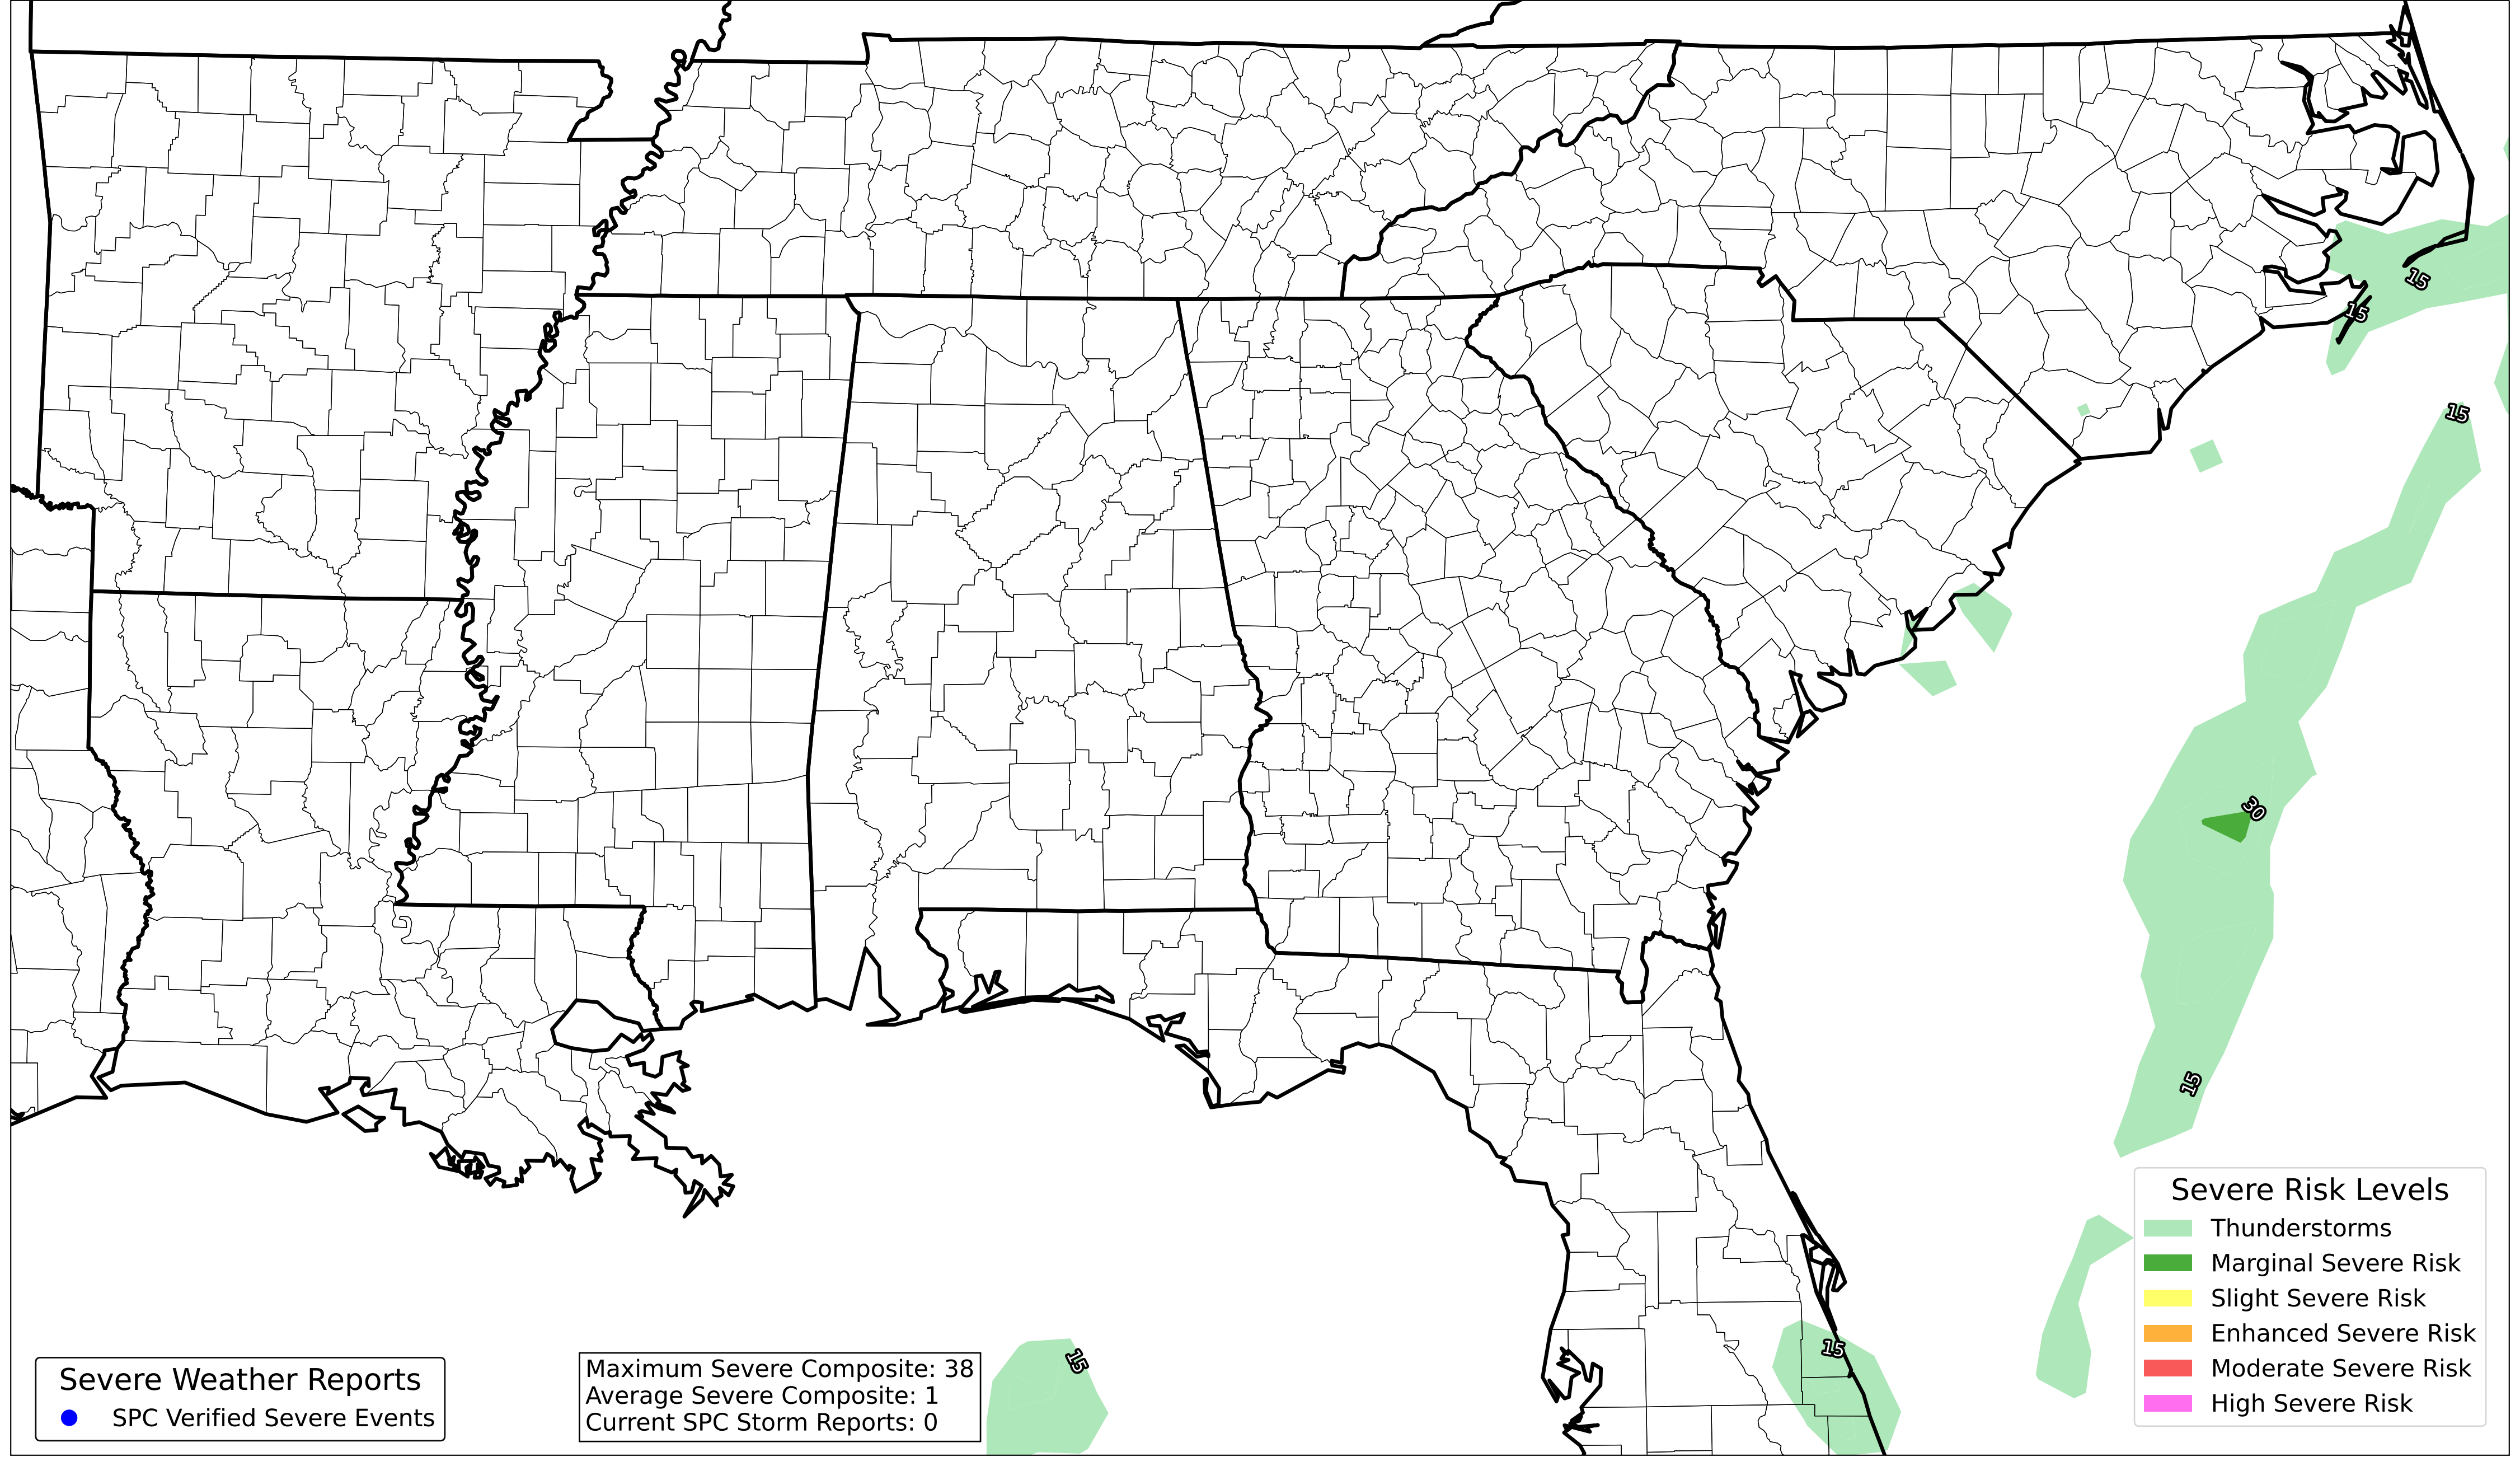 15
15
15
30
15
15
15
Severe Risk Levels
Thunderstorms
Marginal Severe Risk
Slight Severe Risk
Enhanced Severe Risk
Moderate Severe Risk
High Severe Risk
Severe Weather Reports
SPC Verified Severe Events
Maximum Severe Composite: 38
Average Severe Composite: 1
Current SPC Storm Reports: 0